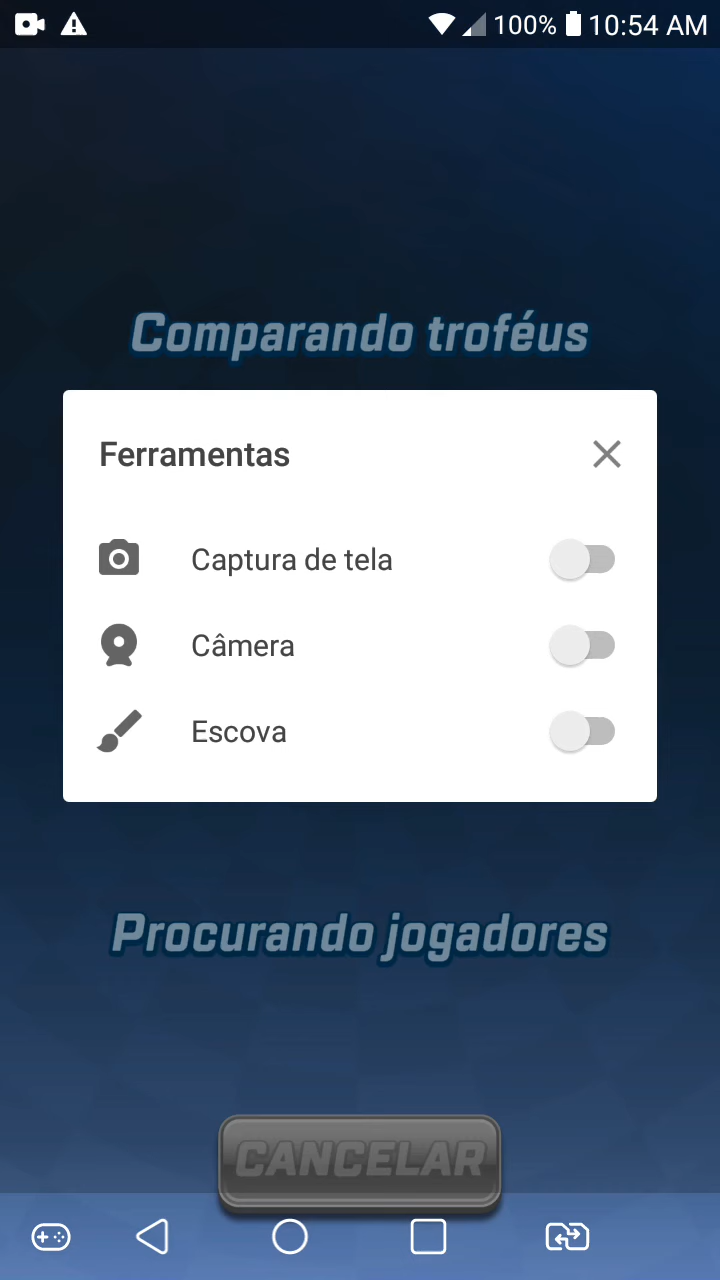 100% 10:54 AM
Comparando troféus
Ferramentas
Captura de tela
Câmera
Escova
Procurando jogadores
CANCELAR